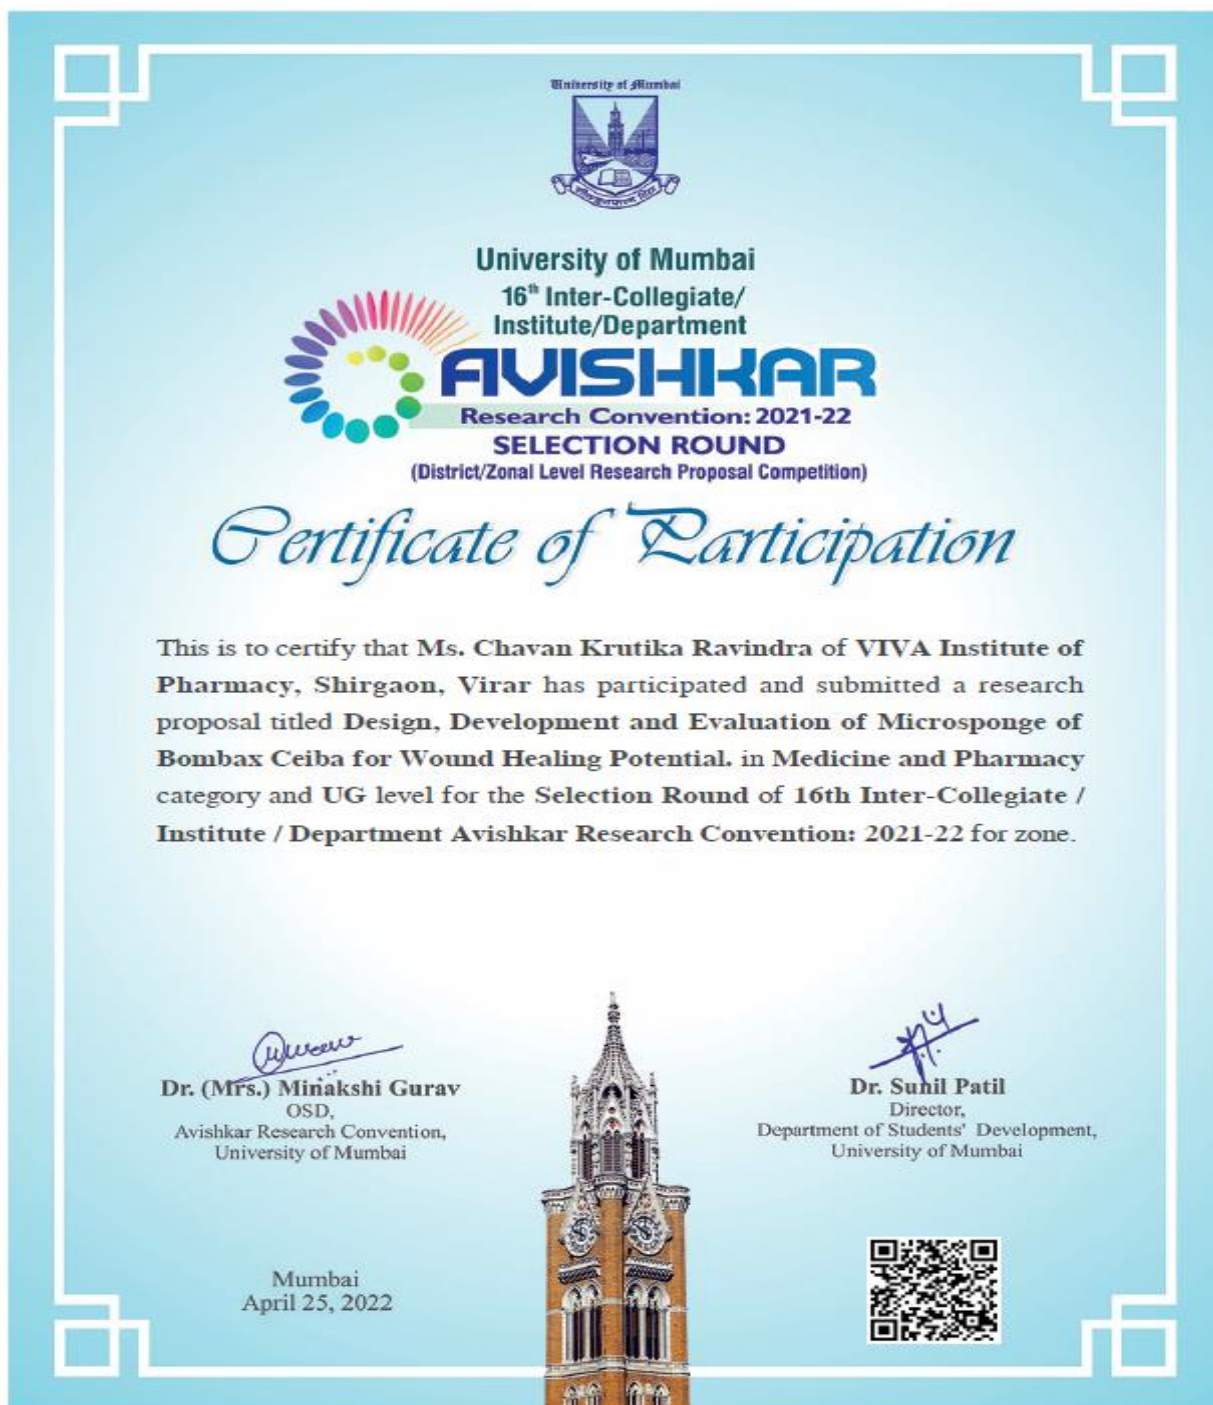 University of Mumbai
University of Mumbai
16th Inter-Collegiate/
Institute/Department
AVISHKAR
Research Convention: 2021-22
SELECTION ROUND
(District/Zonal Level Research Proposal Competition)
Certificate of Participation
This is to certify that Ms. Chavan Krutika Ravindra of VIVA Institute of
Pharmacy, Shirgaon, Virar has participated and submitted a research
proposal titled Design, Development and Evaluation of Microsponge of
Bombax Ceiba for Wound Healing Potential. in Medicine and Pharmacy
category and UG level for the Selection Round of 16th Inter-Collegiate /
Institute / Department Avishkar Research Convention: 2021-22 for zone.
Dr. (Mrs.) Minakshi Gurav
OSD,
Avishkar Research Convention,
University of Mumbai
Dr. Sunil Patil
Director,
Department of Students' Development,
University of Mumbai
Mumbai
April 25, 2022